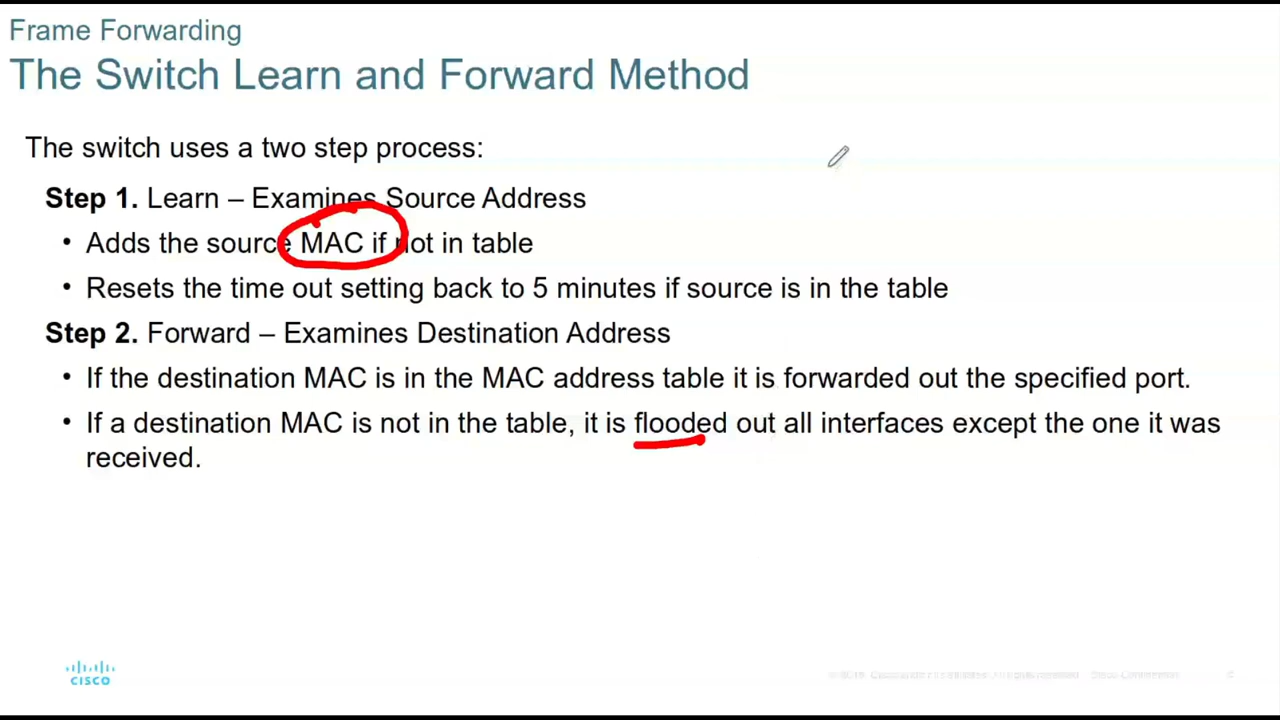 Frame Forwarding
The Switch Learn and Forward Method
The switch uses a two step process:
Step 1. Learn – Examines Source Address
• Adds the source MAC if not in table
• Resets the time out setting back to 5 minutes if source is in the table
Step 2. Forward – Examines Destination Address
• If the destination MAC is in the MAC address table it is forwarded out the specified port.
• If a destination MAC is not in the table, it is flooded out all interfaces except the one it was
received.
CISCO